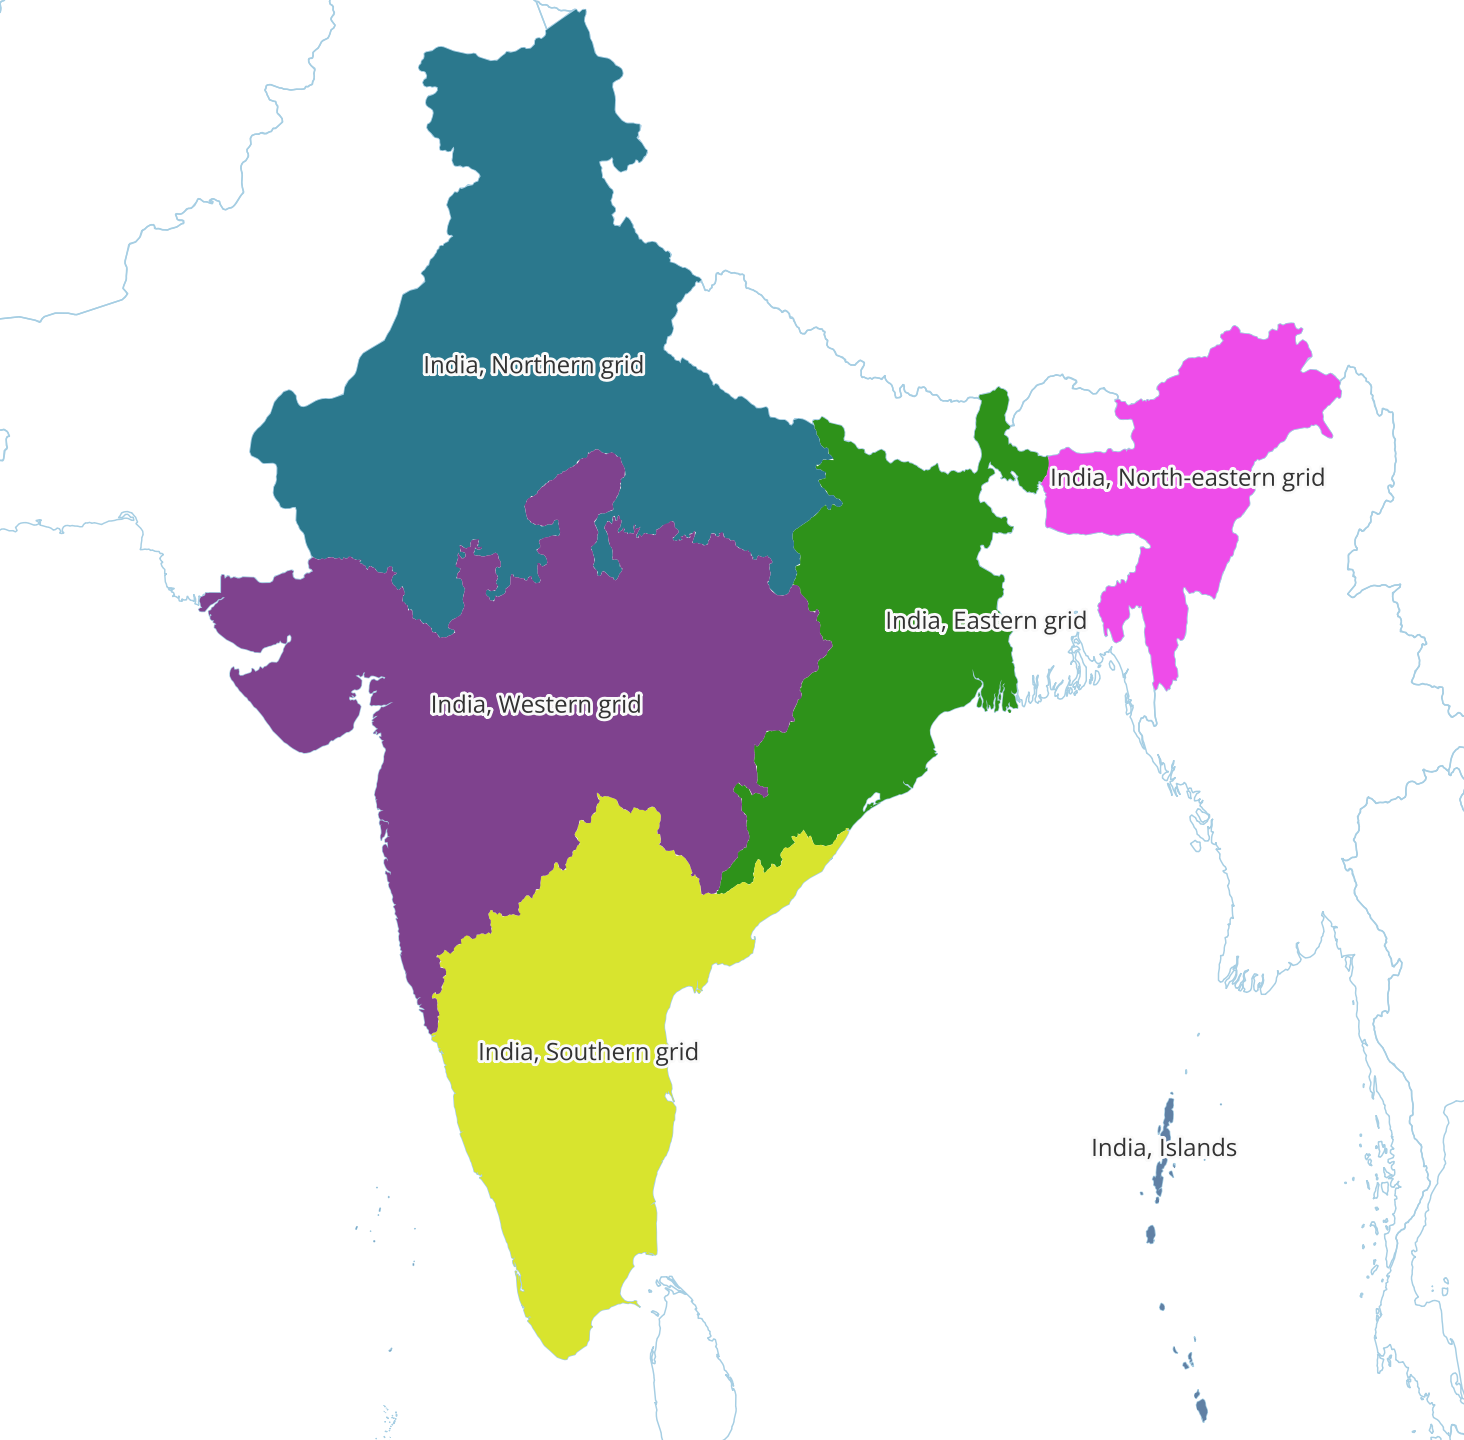 India, Northern grid
India, North-eastern grid
India, Eastern grid
India, Western grid
India, Southern grid
India, Islands